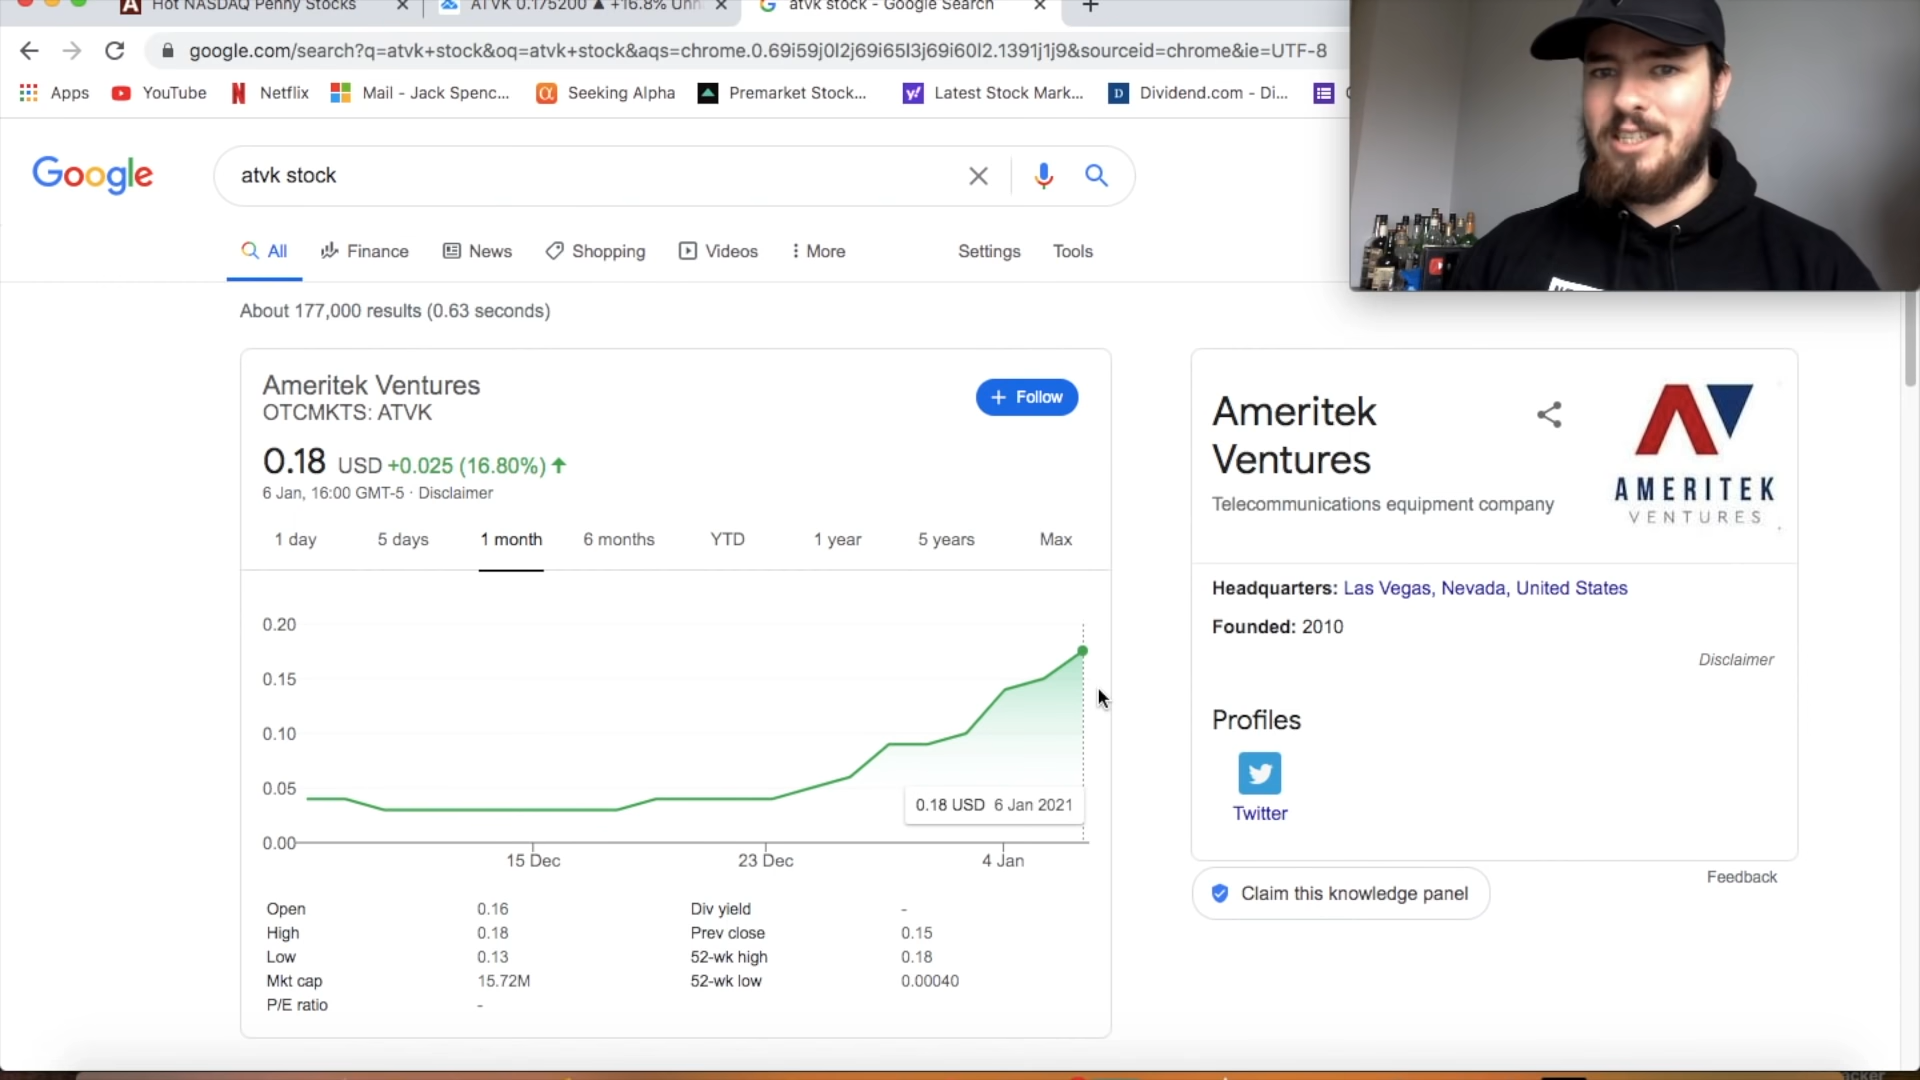 Hot NASDAQ Penny Stocks
ATVK 0.175200 ▲ +16.8% Unn
atvk stock - Google Search
google.com/search?q=atvk+stock&oq=atvk+stock&aqs=chrome.0.69i59j0l2j69i65l3j69i60l2.1391j1j9&sourceid=chrome&ie=UTF-8
Apps YouTube Netflix Mail - Jack Spenc... Seeking Alpha Premarket Stock... Latest Stock Mark... Dividend.com - Di...
Google
atvk stock
All Finance News Shopping Videos More Settings Tools
About 177,000 results (0.63 seconds)
Ameritek Ventures
OTCMKTS: ATVK
+ Follow
0.18 USD +0.025 (16.80%)
6 Jan, 16:00 GMT-5 · Disclaimer
1 day 5 days 1 month 6 months YTD 1 year 5 years Max
0.20
0.15
0.10
0.05
0.00
0.18 USD 6 Jan 2021
15 Dec 23 Dec 4 Jan
Open 0.16 Div yield -
High 0.18 Prev close 0.15
Low 0.13 52-wk high 0.18
Mkt cap 15.72M 52-wk low 0.00040
P/E ratio -
Ameritek
Ventures
Telecommunications equipment company
AMERITEK
VENTURES
Headquarters: Las Vegas, Nevada, United States
Founded: 2010
Disclaimer
Profiles
Twitter
Feedback
Claim this knowledge panel